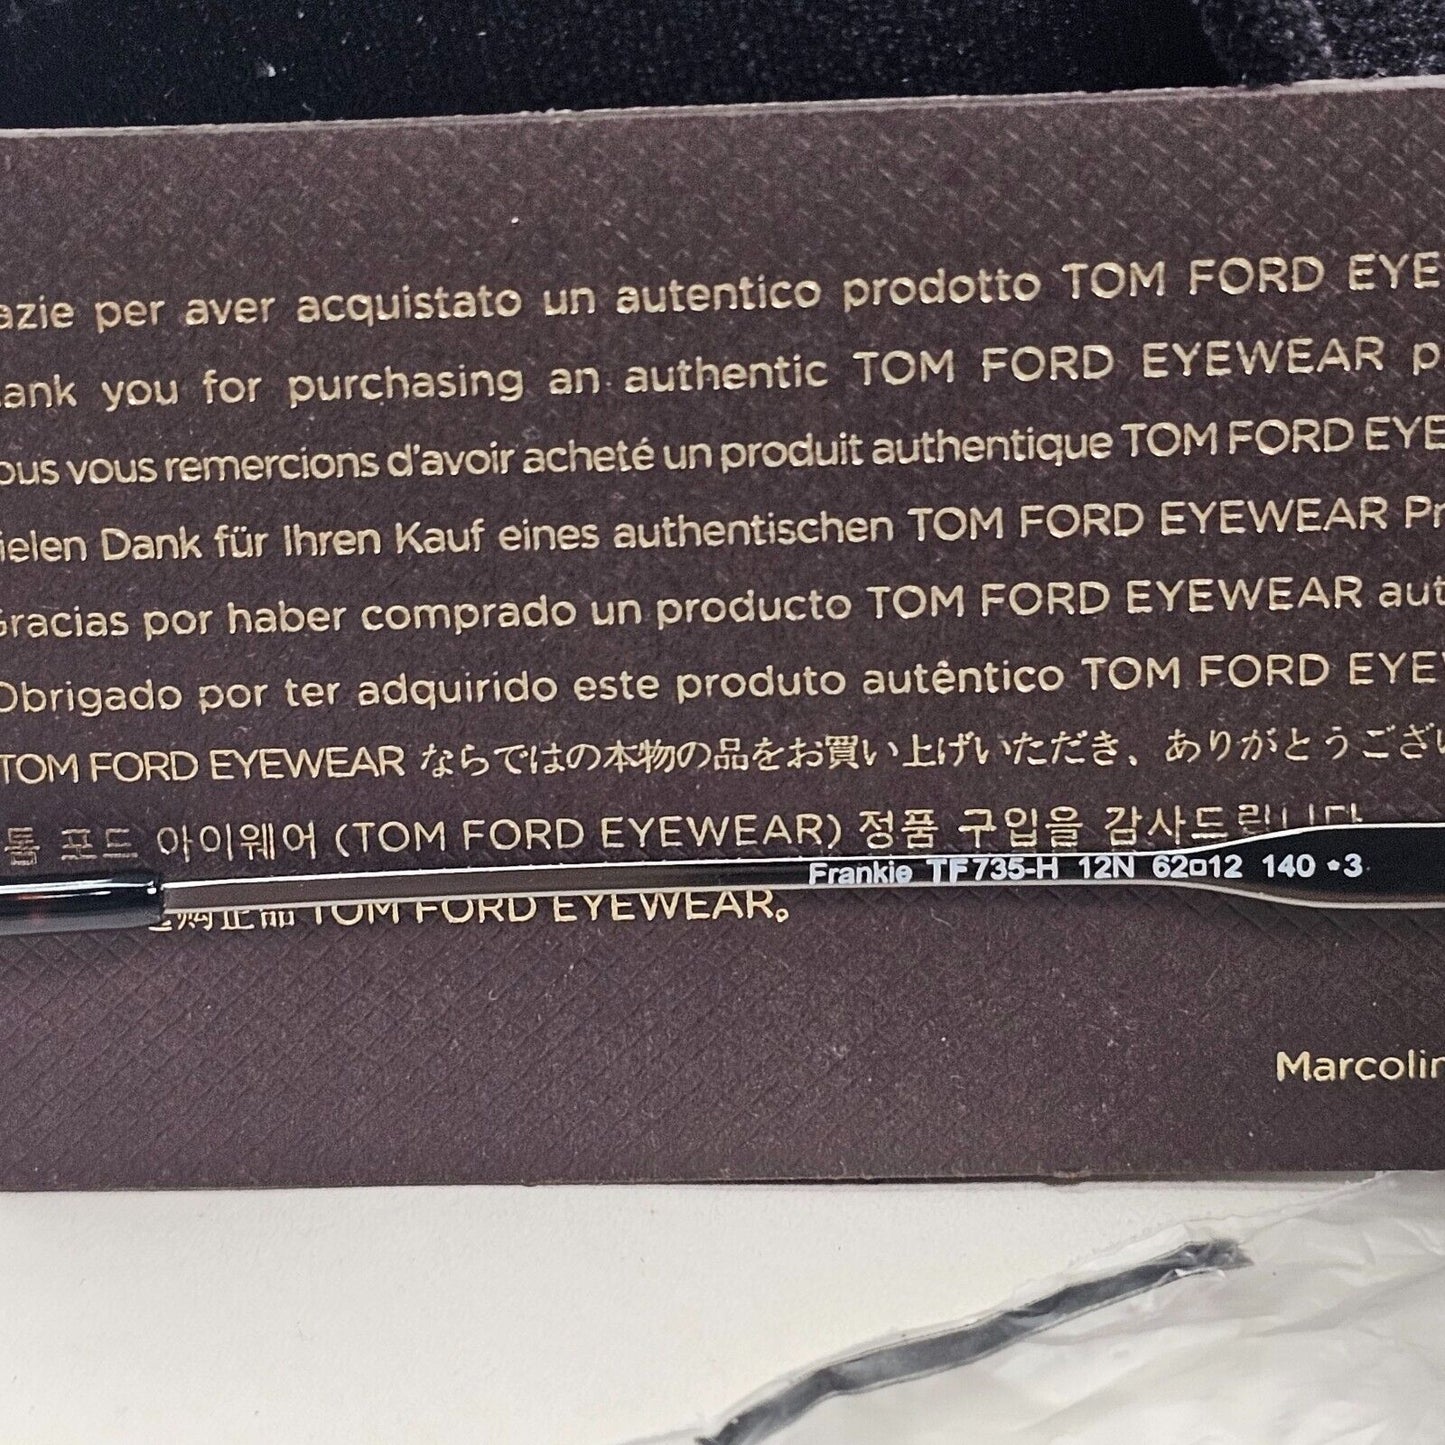 azie per aver acquistato un autentico prodotto TOM FORD EYE
ank you for purchasing an authentic TOM FORD EYEWEAR p
ous vous remercions d'avoir acheté un produit authentique TOM FORD EYE
ielen Dank für Ihren Kauf eines authentischen TOM FORD EYEWEAR Pr
Gracias por haber comprado un producto TOM FORD EYEWEAR aut
Obrigado por ter adquirido este produto autêntico TOM FORD EYE
TOM FORD EYEWEAR ならではの本物の品をお買い上げいただき、ありがとうござい
톰 포드 아이웨어 (TOM FORD EYEWEAR) 정품 구입을 감사드립니다
Frankie TF735-H 12N 62□12 140 *3
购正品 TOM FORD EYEWEAR。
Marcolin